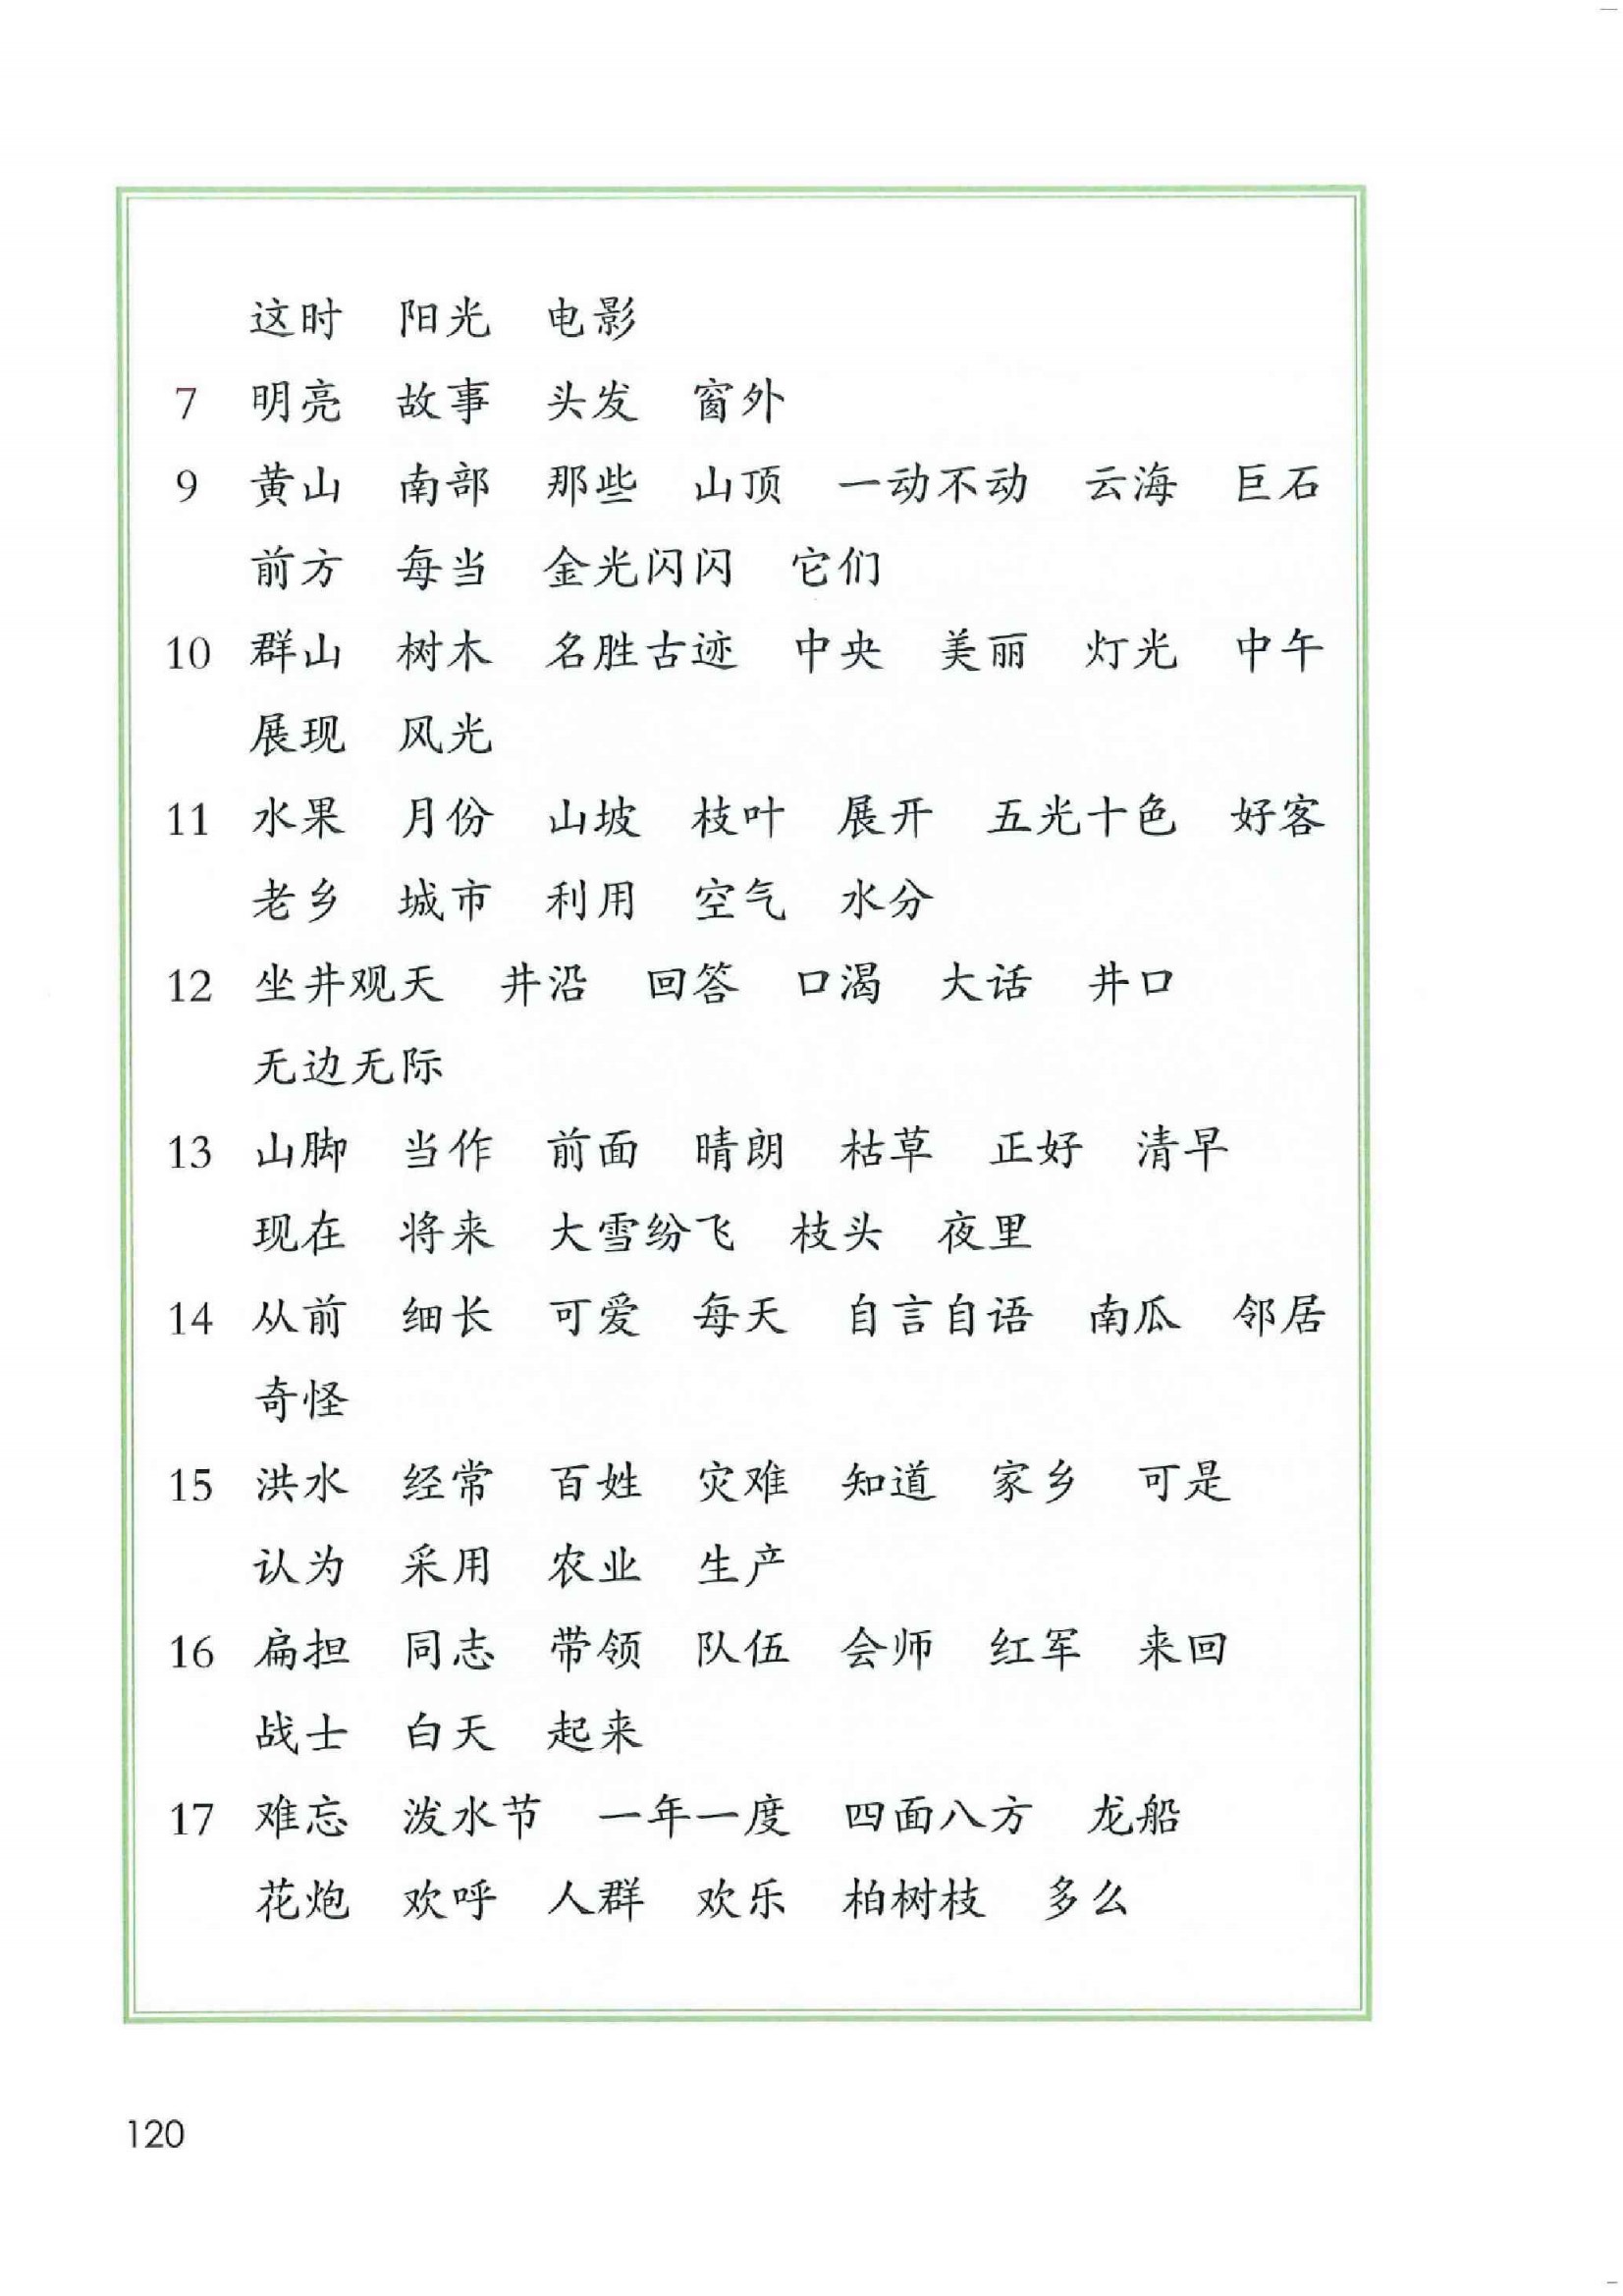 这时 阳光 电影
7 明亮 故事 头发 窗外
9 黄山 南部 那些 山顶 一动不动 云海 巨石
前方 每当 金光闪闪 它们
10 群山 树木 名胜古迹 中央 美丽 灯光 中午
展现 风光
11 水果 月份 山坡 枝叶 展开 五光十色 好客
老乡 城市 利用 空气 水分
12 坐井观天 井沿 回答 口渴 大话 井口
无边无际
13 山脚 当作 前面 晴朗 枯草 正好 清早
现在 将来 大雪纷飞 枝头 夜里
14 从前 细长 可爱 每天 自言自语 南瓜 邻居
奇怪
15 洪水 经常 百姓 灾难 知道 家乡 可是
认为 采用 农业 生产
16 扁担 同志 带领 队伍 会师 红军 来回
战士 白天 起来
17 难忘 泼水节 一年一度 四面八方 龙船
花炮 欢呼 人群 欢乐 柏树枝 多么
120